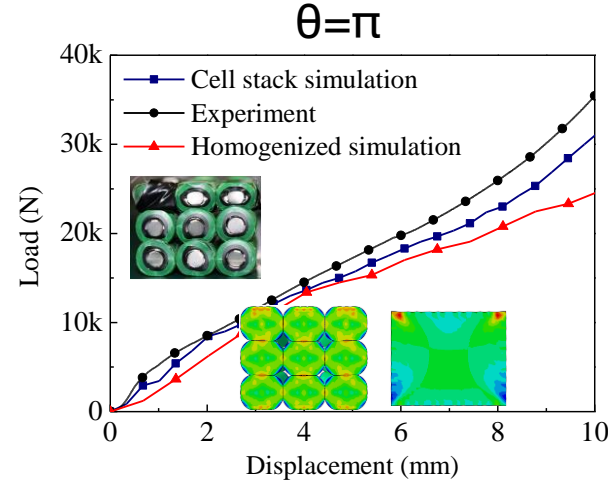 θ=π
40k
30k
20k
10k
0
Load (N)
Cell stack simulation
Experiment
Homogenized simulation
0 2 4 6 8 10
Displacement (mm)